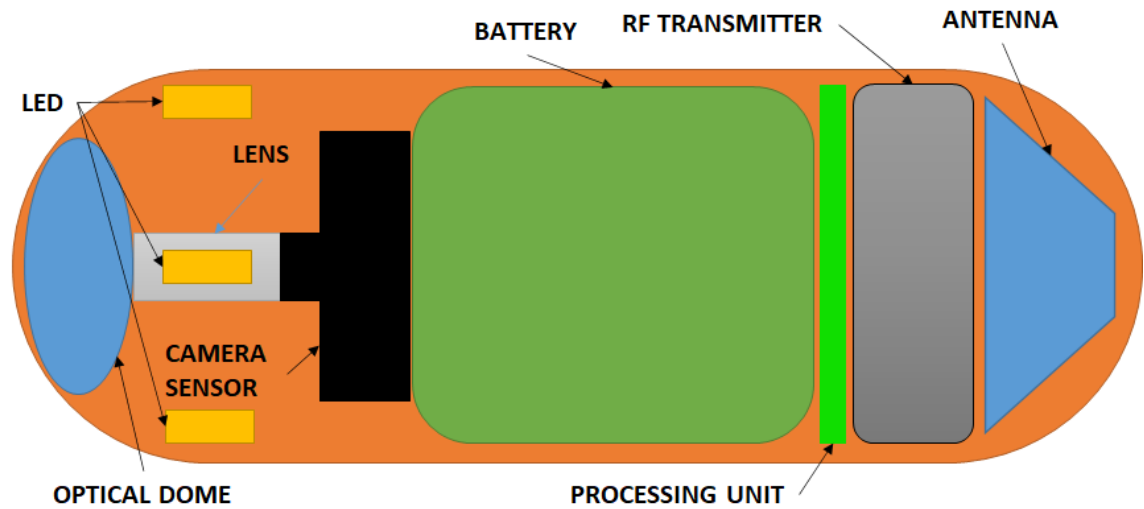 ANTENNA
RF TRANSMITTER
BATTERY
LED
LENS
CAMERA
SENSOR
OPTICAL DOME
PROCESSING UNIT